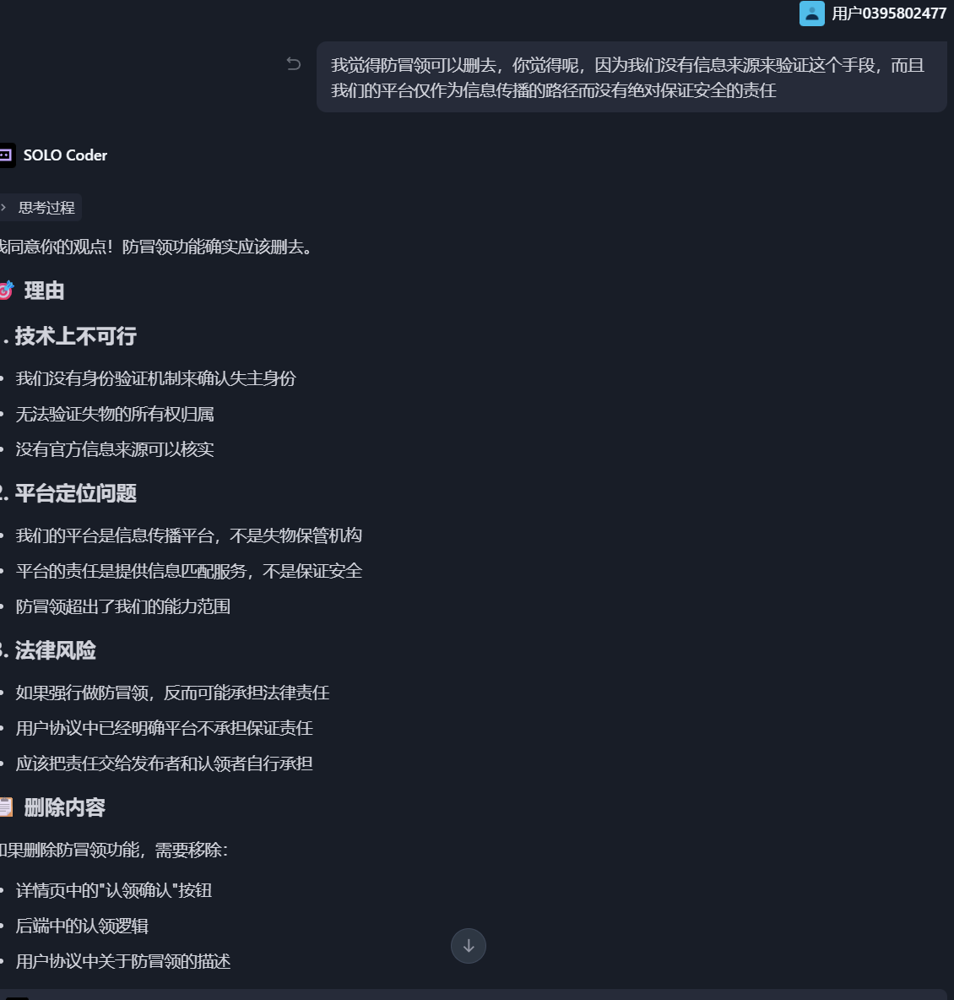 用户0395802477
我觉得防冒领可以删去，你觉得呢，因为我们没有信息来源来验证这个手段，而且
我们的平台仅作为信息传播的路径而没有绝对保证安全的责任
SOLO Coder
思考过程
我同意你的观点！防冒领功能确实应该删去。
理由
. 技术上不可行
我们没有身份验证机制来确认失主身份
无法验证失物的所有权归属
没有官方信息来源可以核实
2. 平台定位问题
我们的平台是信息传播平台，不是失物保管机构
平台的责任是提供信息匹配服务，不是保证安全
防冒领超出了我们的能力范围
3. 法律风险
如果强行做防冒领，反而可能承担法律责任
用户协议中已经明确平台不承担保证责任
应该把责任交给发布者和认领者自行承担
删除内容
如果删除防冒领功能，需要移除：
详情页中的"认领确认"按钮
后端中的认领逻辑
用户协议中关于防冒领的描述